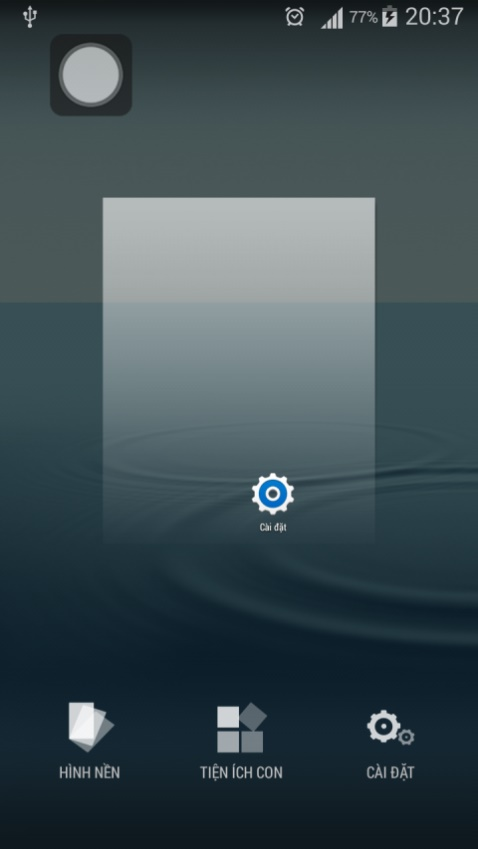 77% 20:37
Cài đặt
HÌNH NỀN TIỆN ÍCH CON CÀI ĐẶT